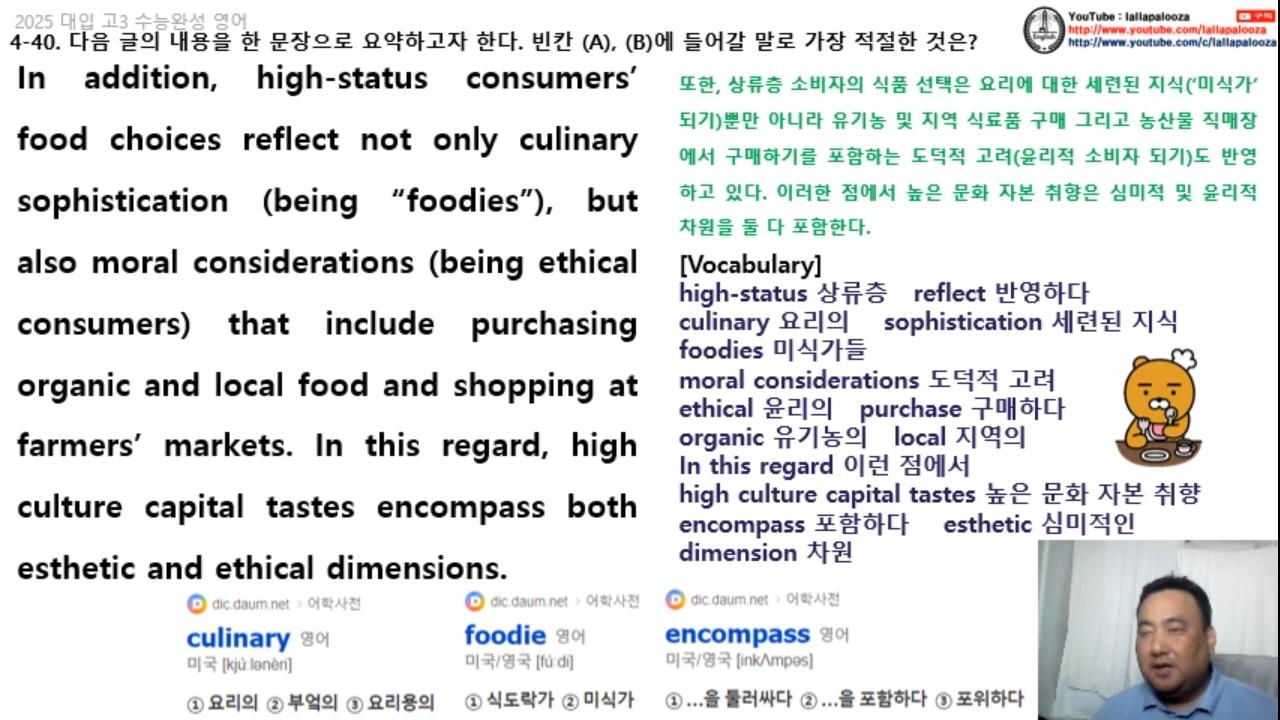 2025 대입 고3 수능완성 영어
4-40. 다음 글의 내용을 한 문장으로 요약하고자 한다. 빈칸 (A), (B)에 들어갈 말로 가장 적절한 것은?
YouTube : lallapalooza
http://www.youtube.com/lallapalooza
http://www.youtube.com/c/lallapalooza
In addition, high-status consumers’
food choices reflect not only culinary
sophistication (being “foodies”), but
also moral considerations (being ethical
consumers) that include purchasing
organic and local food and shopping at
farmers’ markets. In this regard, high
culture capital tastes encompass both
esthetic and ethical dimensions.
또한, 상류층 소비자의 식품 선택은 요리에 대한 세련된 지식(‘미식가’
되기)뿐만 아니라 유기농 및 지역 식료품 구매 그리고 농산물 직매장
에서 구매하기를 포함하는 도덕적 고려(윤리적 소비자 되기)도 반영
하고 있다. 이러한 점에서 높은 문화 자본 취향은 심미적 및 윤리적
차원을 둘 다 포함한다.
[Vocabulary]
high-status 상류층 reflect 반영하다
culinary 요리의 sophistication 세련된 지식
foodies 미식가들
moral considerations 도덕적 고려
ethical 윤리의 purchase 구매하다
organic 유기농의 local 지역의
In this regard 이런 점에서
high culture capital tastes 높은 문화 자본 취향
encompass 포함하다 esthetic 심미적인
dimension 차원
dic.daum.net › 어학사전
culinary 영어
미국 [kjúːlənèri]
① 요리의 ② 부엌의 ③ 요리용의
dic.daum.net › 어학사전
foodie 영어
미국/영국 [fúːdi]
① 식도락가 ② 미식가
dic.daum.net › 어학사전
encompass 영어
미국/영국 [inkʌ́mpəs]
① …을 둘러싸다 ② …을 포함하다 ③ 포위하다